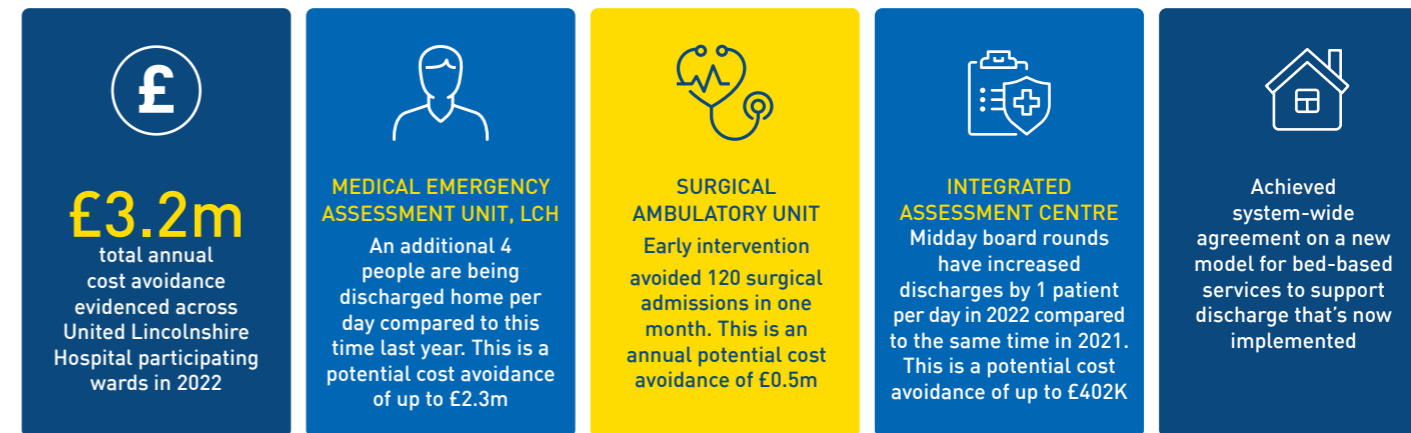 £
£3.2m
total annual
cost avoidance
evidenced across
United Lincolnshire
Hospital participating
wards in 2022
MEDICAL EMERGENCY
ASSESSMENT UNIT, LCH
An additional 4
people are being
discharged home per
day compared to this
time last year. This is a
potential cost avoidance
of up to £2.3m
SURGICAL
AMBULATORY UNIT
Early intervention
avoided 120 surgical
admissions in one
month. This is an
annual potential cost
avoidance of £0.5m
INTEGRATED
ASSESSMENT CENTRE
Midday board rounds
have increased
discharges by 1 patient
per day in 2022 compared
to the same time in 2021.
This is a potential cost
avoidance of up to £402K
Achieved
system-wide
agreement on a new
model for bed-based
services to support
discharge that’s now
implemented